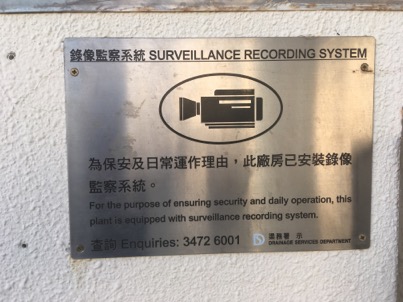 錄像監察系統 SURVEILLANCE RECORDING SYSTEM
為保安及日常運作理由，此廠房已安裝錄像
監察系統。
For the purpose of ensuring security and daily operation, this
plant is equipped with surveillance recording system.
查詢 Enquiries: 3472 6001
渠務署 示
DRAINAGE SERVICES DEPARTMENT